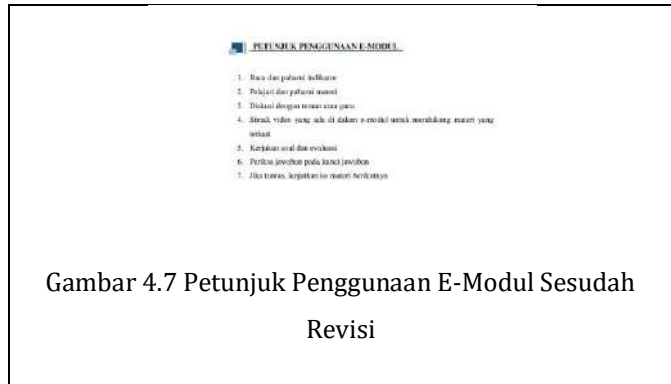 PETUNJUK PENGGUNAAN E-MODUL
1. Baca dan pahami indikator
2. Pelajari dan pahami materi
3. Diskusi dengan teman atau guru
4. Simak video yang ada di dalam e-modul untuk mendukung materi yang
terkait
5. Kerjakan soal dan evaluasi
6. Periksa jawaban pada kunci jawaban
7. Jika tuntas, lanjutkan ke materi berikutnya
Gambar 4.7 Petunjuk Penggunaan E-Modul Sesudah
Revisi